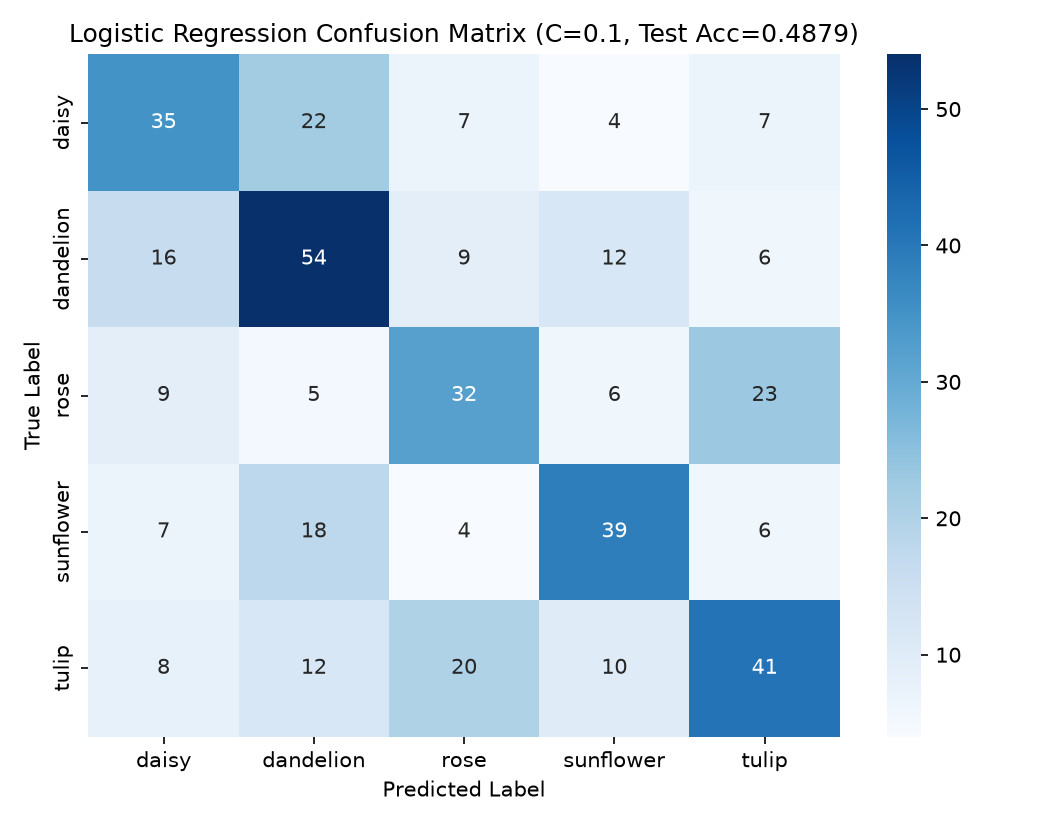 Logistic Regression Confusion Matrix (C=0.1, Test Acc=0.4879)
True Label
daisy 35 22 7 4 7
dandelion 16 54 9 12 6
rose 9 5 32 6 23
sunflower 7 18 4 39 6
tulip 8 12 20 10 41
daisy dandelion rose sunflower tulip
Predicted Label
50
40
30
20
10